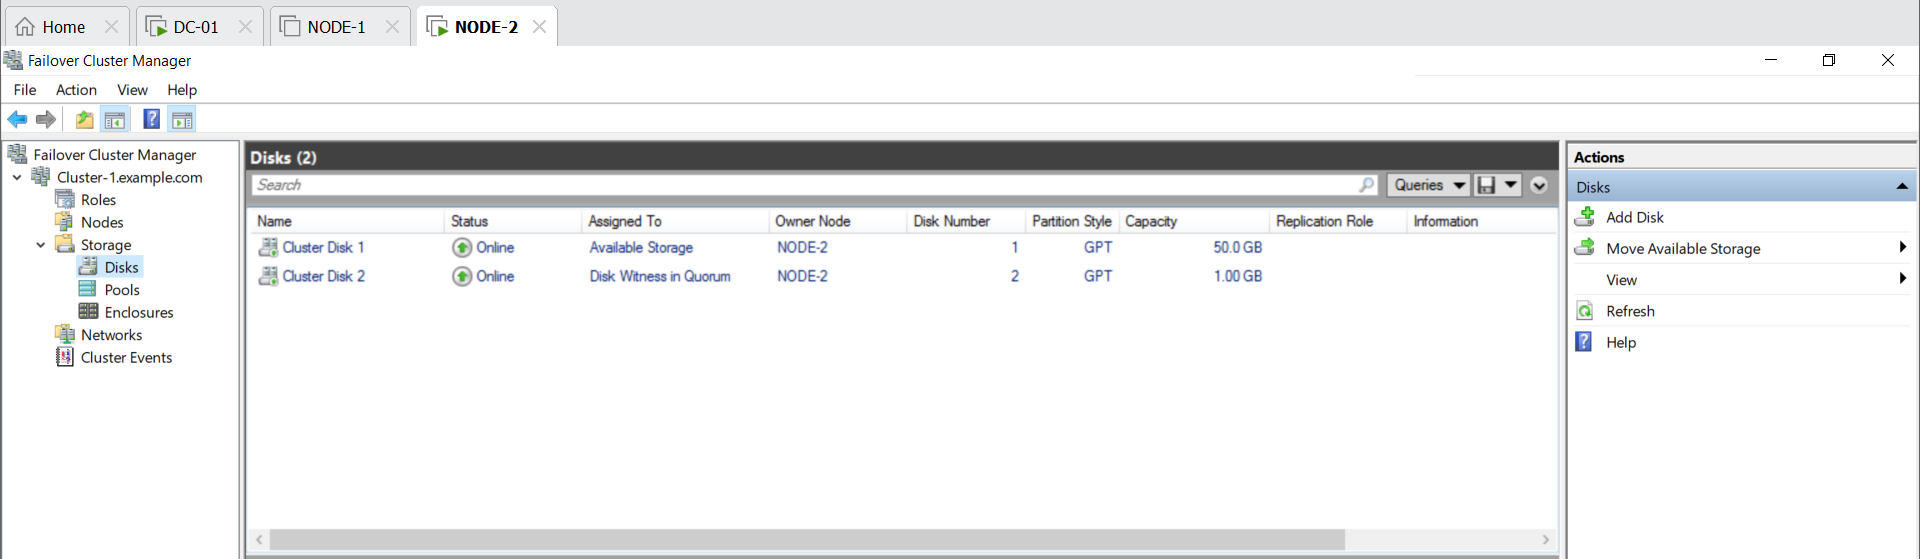 Home DC-01 NODE-1 NODE-2
Failover Cluster Manager
File Action View Help
Failover Cluster Manager
Cluster-1.example.com
Roles
Nodes
Storage
Disks
Pools
Enclosures
Networks
Cluster Events
Disks (2)
Search Queries
Name Status Assigned To Owner Node Disk Number Partition Style Capacity Replication Role Information
Cluster Disk 1 Online Available Storage NODE-2 1 GPT 50.0 GB
Cluster Disk 2 Online Disk Witness in Quorum NODE-2 2 GPT 1.00 GB
Actions
Disks
Add Disk
Move Available Storage
View
Refresh
Help